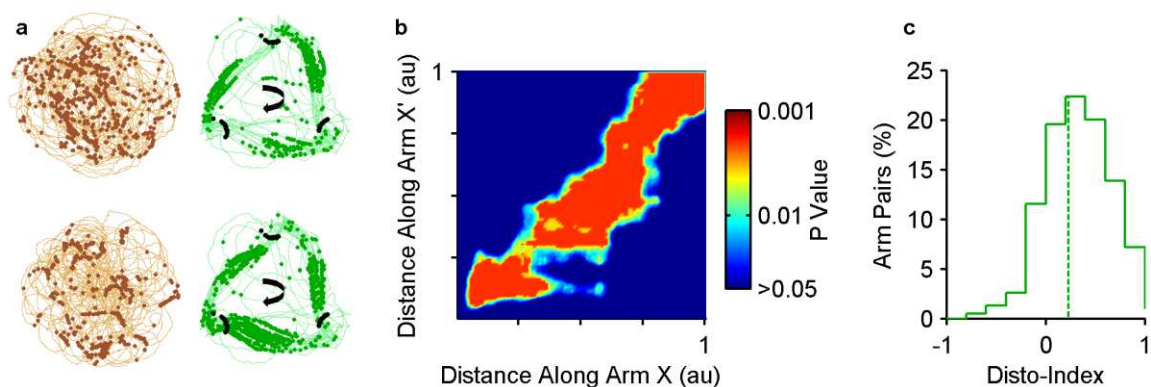 a
b
Distance Along Arm X' (au)
1
1
Distance Along Arm X (au)
0.001
0.01
>0.05
P Value
c
Arm Pairs (%)
25
20
15
10
5
0
-1
0
1
Disto-Index